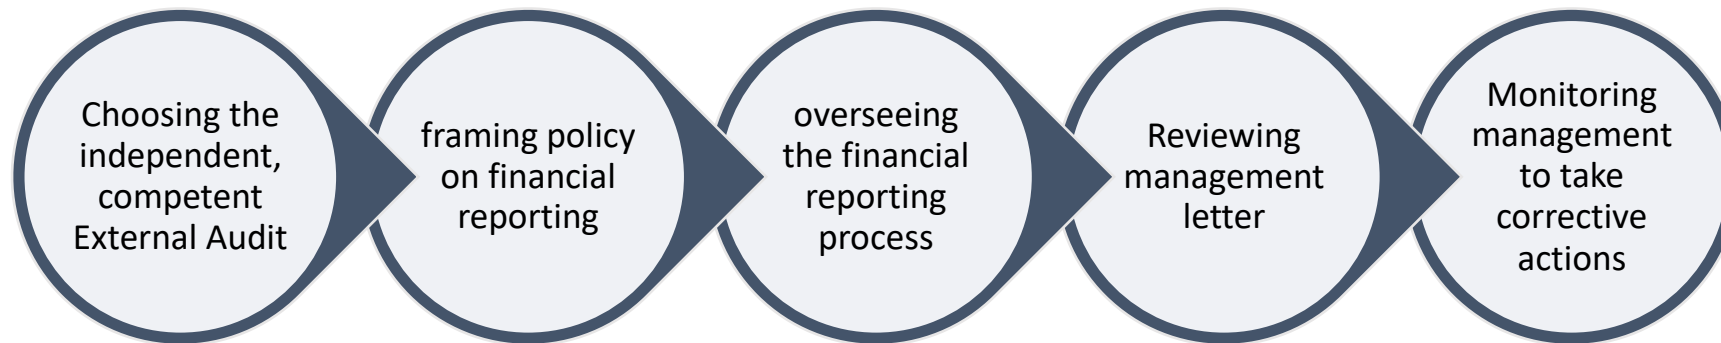 Choosing the
independent,
competent
External Audit
framing policy
on financial
reporting
overseeing
the financial
reporting
process
Reviewing
management
letter
Monitoring
management
to take
corrective
actions